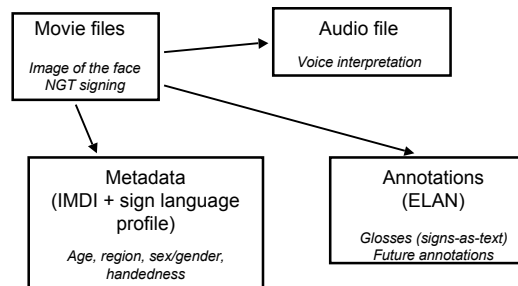 Movie files
Image of the face
NGT signing
Audio file
Voice interpretation
Metadata
(IMDI + sign language
profile)
Age, region, sex/gender,
handedness
Annotations
(ELAN)
Glosses (signs-as-text)
Future annotations